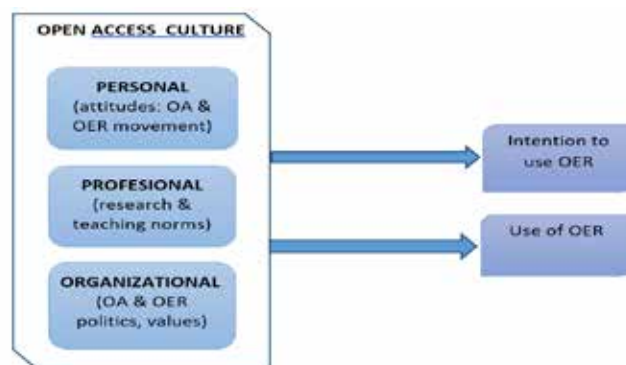 OPEN ACCESS CULTURE
PERSONAL
(attitudes: OA &
OER movement)
PROFESIONAL
(research &
teaching norms)
ORGANIZATIONAL
(OA & OER
politics, values)
Intention to
use OER
Use of OER